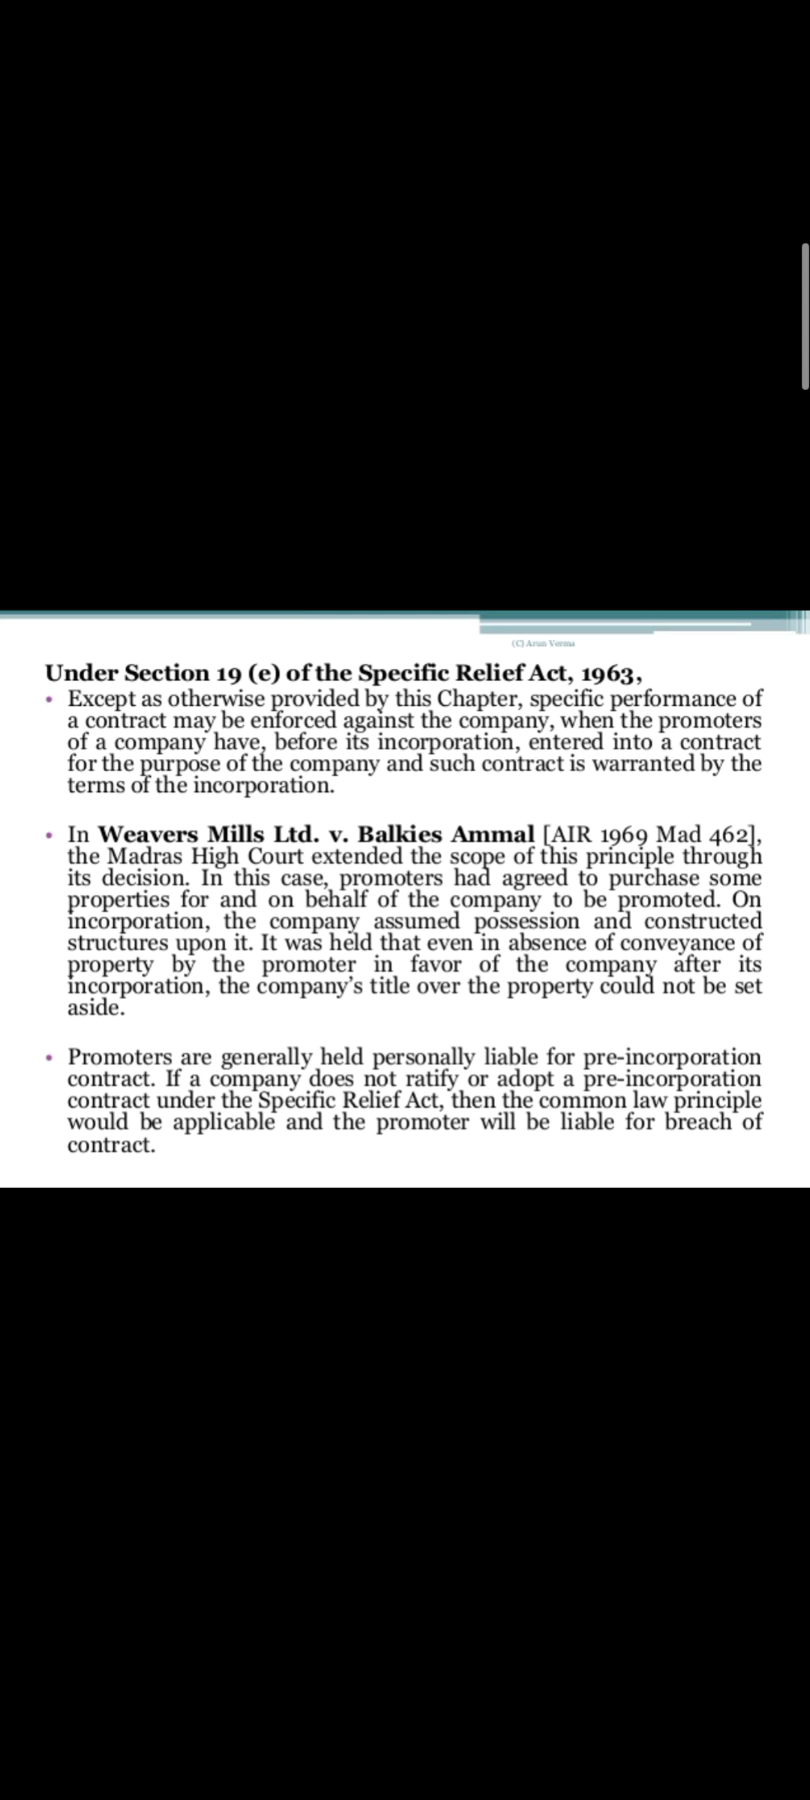 (C) Arun Verma
Under Section 19 (e) of the Specific Relief Act, 1963,
• Except as otherwise provided by this Chapter, specific performance of
a contract may be enforced against the company, when the promoters
of a company have, before its incorporation, entered into a contract
for the purpose of the company and such contract is warranted by the
terms of the incorporation.
• In Weavers Mills Ltd. v. Balkies Ammal [AIR 1969 Mad 462],
the Madras High Court extended the scope of this principle through
its decision. In this case, promoters had agreed to purchase some
properties for and on behalf of the company to be promoted. On
incorporation, the company assumed possession and constructed
structures upon it. It was held that even in absence of conveyance of
property by the promoter in favor of the company after its
incorporation, the company's title over the property could not be set
aside.
• Promoters are generally held personally liable for pre-incorporation
contract. If a company does not ratify or adopt a pre-incorporation
contract under the Specific Relief Act, then the common law principle
would be applicable and the promoter will be liable for breach of
contract.